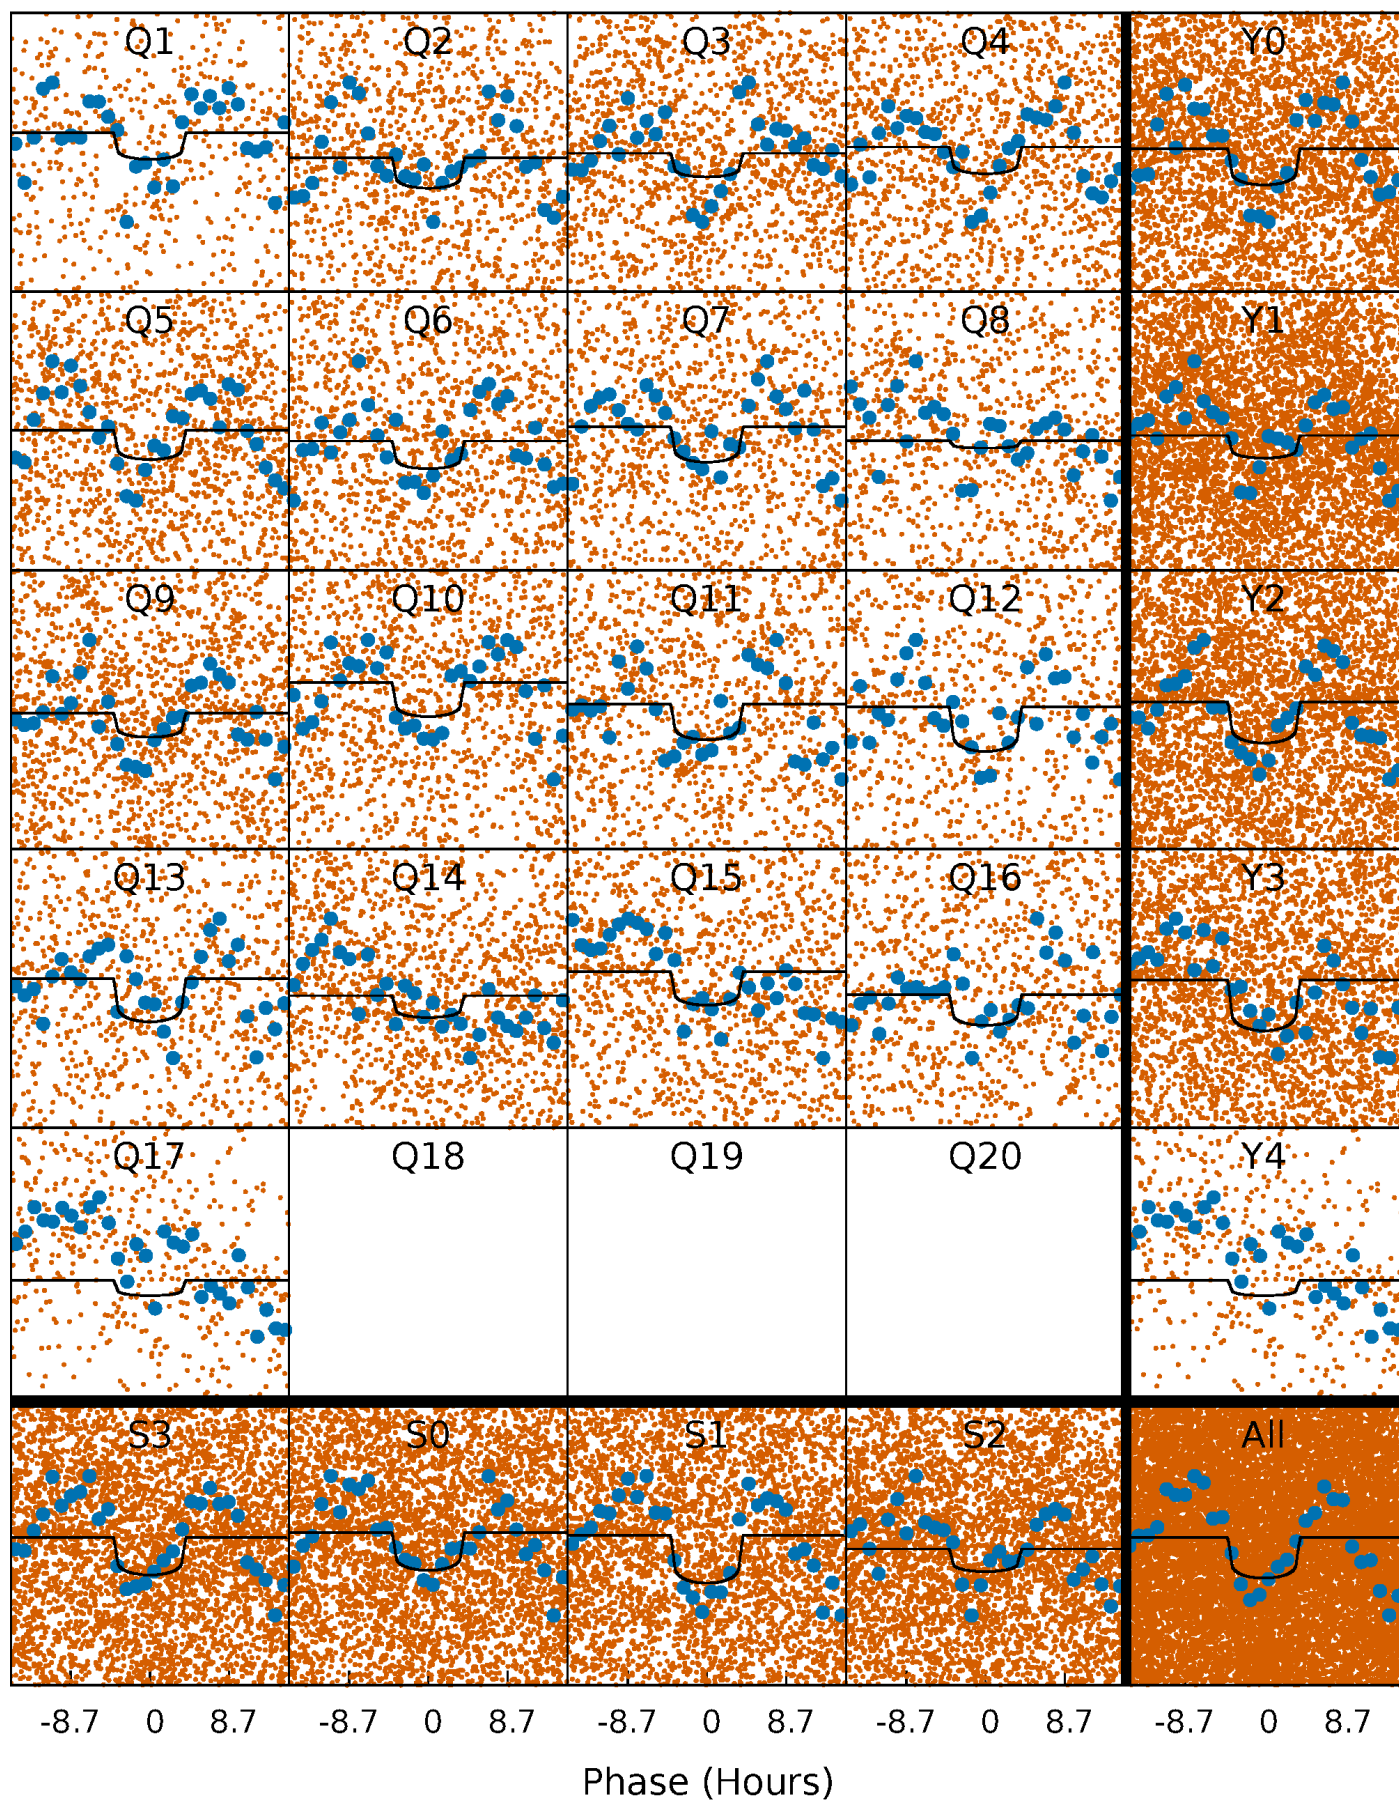 Q1 Q2 Q3 Q4 Y0
Q5 Q6 Q7 Q8 Y1
Q9 Q10 Q11 Q12 Y2
Q13 Q14 Q15 Q16 Y3
Q17 Q18 Q19 Q20 Y4
S3 S0 S1 S2 All
-8.7 0 8.7 -8.7 0 8.7 -8.7 0 8.7 -8.7 0 8.7 -8.7 0 8.7
Phase (Hours)